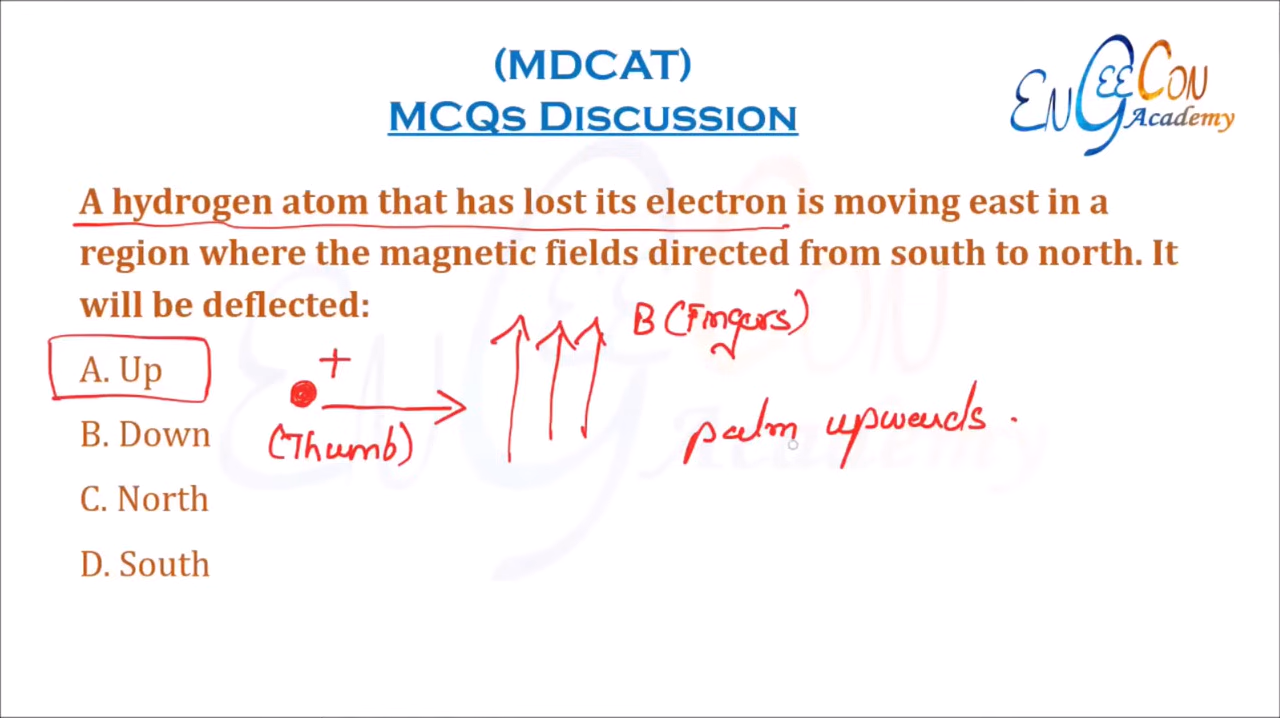 (MDCAT)
MCQs Discussion
EnGeeCon
Academy
A hydrogen atom that has lost its electron is moving east in a
region where the magnetic fields directed from south to north. It
will be deflected:
B (Fingers)
A. Up
+
palm upwards.
B. Down
(Thumb)
C. North
D. South